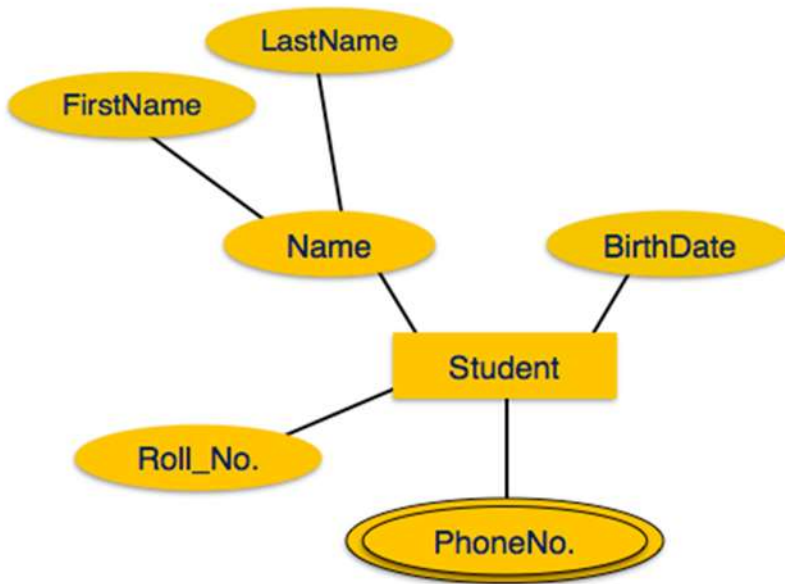 LastName
FirstName
Name
BirthDate
Student
Roll_No.
PhoneNo.